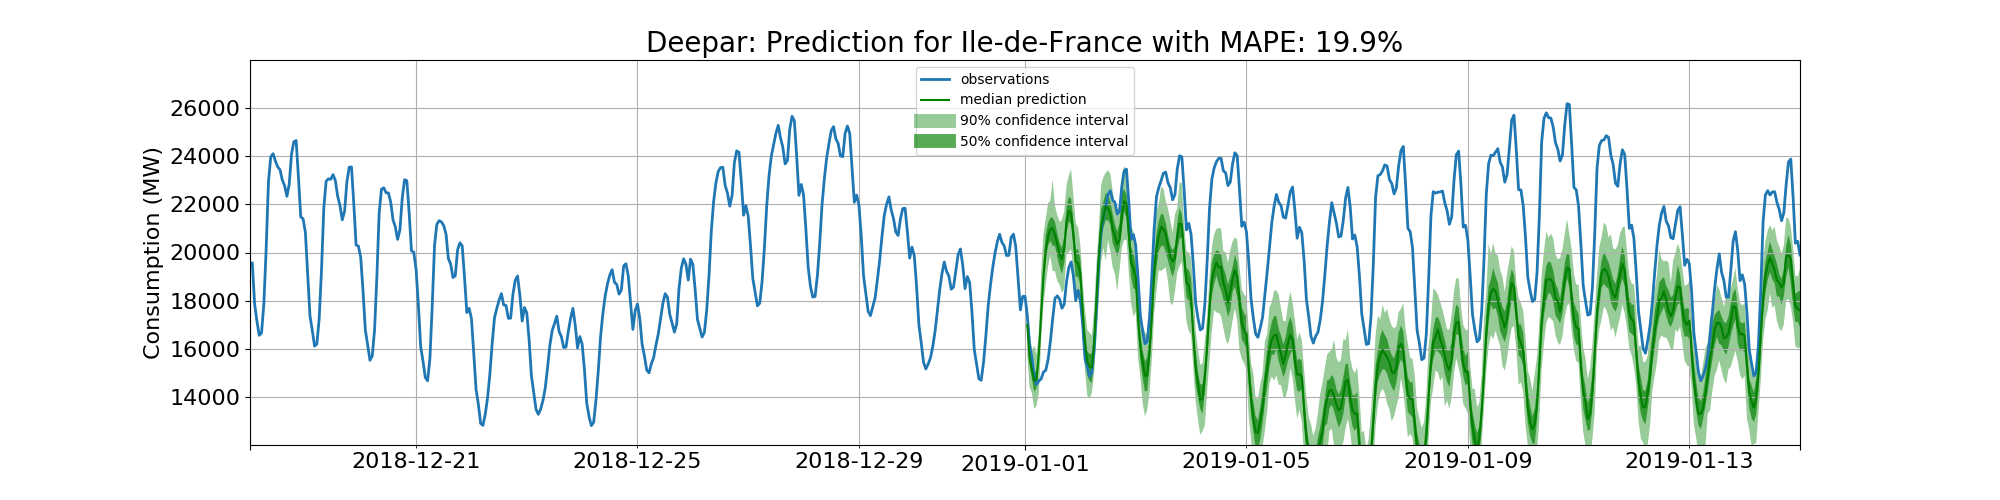 Deepar: Prediction for Ile-de-France with MAPE: 19.9%
observations
median prediction
90% confidence interval
50% confidence interval
Consumption (MW)
26000
24000
22000
20000
18000
16000
14000
2018-12-21
2018-12-25
2018-12-29
2019-01-01
2019-01-05
2019-01-09
2019-01-13